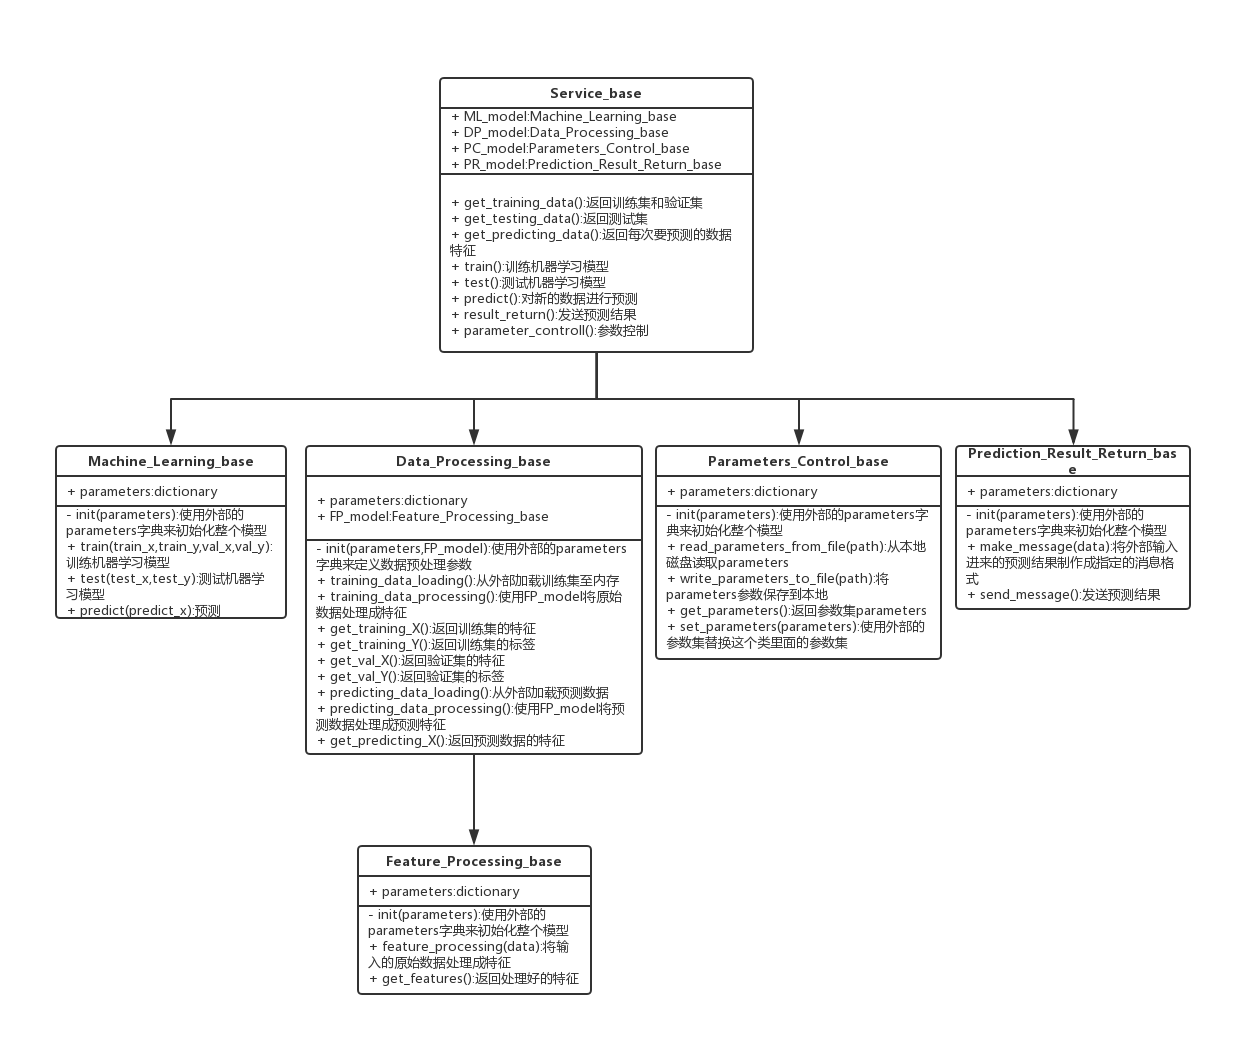 Service_base
+ ML_model:Machine_Learning_base
+ DP_model:Data_Processing_base
+ PC_model:Parameters_Control_base
+ PR_model:Prediction_Result_Return_base
+ get_training_data():返回训练集和验证集
+ get_testing_data():返回测试集
+ get_predicting_data():返回每次要预测的数据
特征
+ train():训练机器学习模型
+ test():测试机器学习模型
+ predict():对新的数据进行预测
+ result_return():发送预测结果
+ parameter_controll():参数控制
Machine_Learning_base
+ parameters:dictionary
- init(parameters):使用外部的
parameters字典来初始化整个模型
+ train(train_x,train_y,val_x,val_y):
训练机器学习模型
+ test(test_x,test_y):测试机器学
习模型
+ predict(predict_x):预测
Data_Processing_base
+ parameters:dictionary
+ FP_model:Feature_Processing_base
- init(parameters,FP_model):使用外部的parameters
字典来定义数据预处理参数
+ training_data_loading():从外部加载训练集至内存
+ training_data_processing():使用FP_model将原始
数据处理成特征
+ get_training_X():返回训练集的特征
+ get_training_Y():返回训练集的标签
+ get_val_X():返回验证集的特征
+ get_val_Y():返回验证集的标签
+ predicting_data_loading():从外部加载预测数据
+ predicting_data_processing():使用FP_model将预
测数据处理成预测特征
+ get_predicting_X():返回预测数据的特征
Parameters_Control_base
+ parameters:dictionary
- init(parameters):使用外部的parameters字
典来初始化整个模型
+ read_parameters_from_file(path):从本地
磁盘读取parameters
+ write_parameters_to_file(path):将
parameters参数保存到本地
+ get_parameters():返回参数集parameters
+ set_parameters(parameters):使用外部的
参数集替换这个类里面的参数集
Prediction_Result_Return_bas
e
+ parameters:dictionary
- init(parameters):使用外部的
parameters字典来初始化整个模型
+ make_message(data):将外部输入
进来的预测结果制作成指定的消息格
式
+ send_message():发送预测结果
Feature_Processing_base
+ parameters:dictionary
- init(parameters):使用外部的
parameters字典来初始化整个模型
+ feature_processing(data):将输
入的原始数据处理成特征
+ get_features():返回处理好的特征